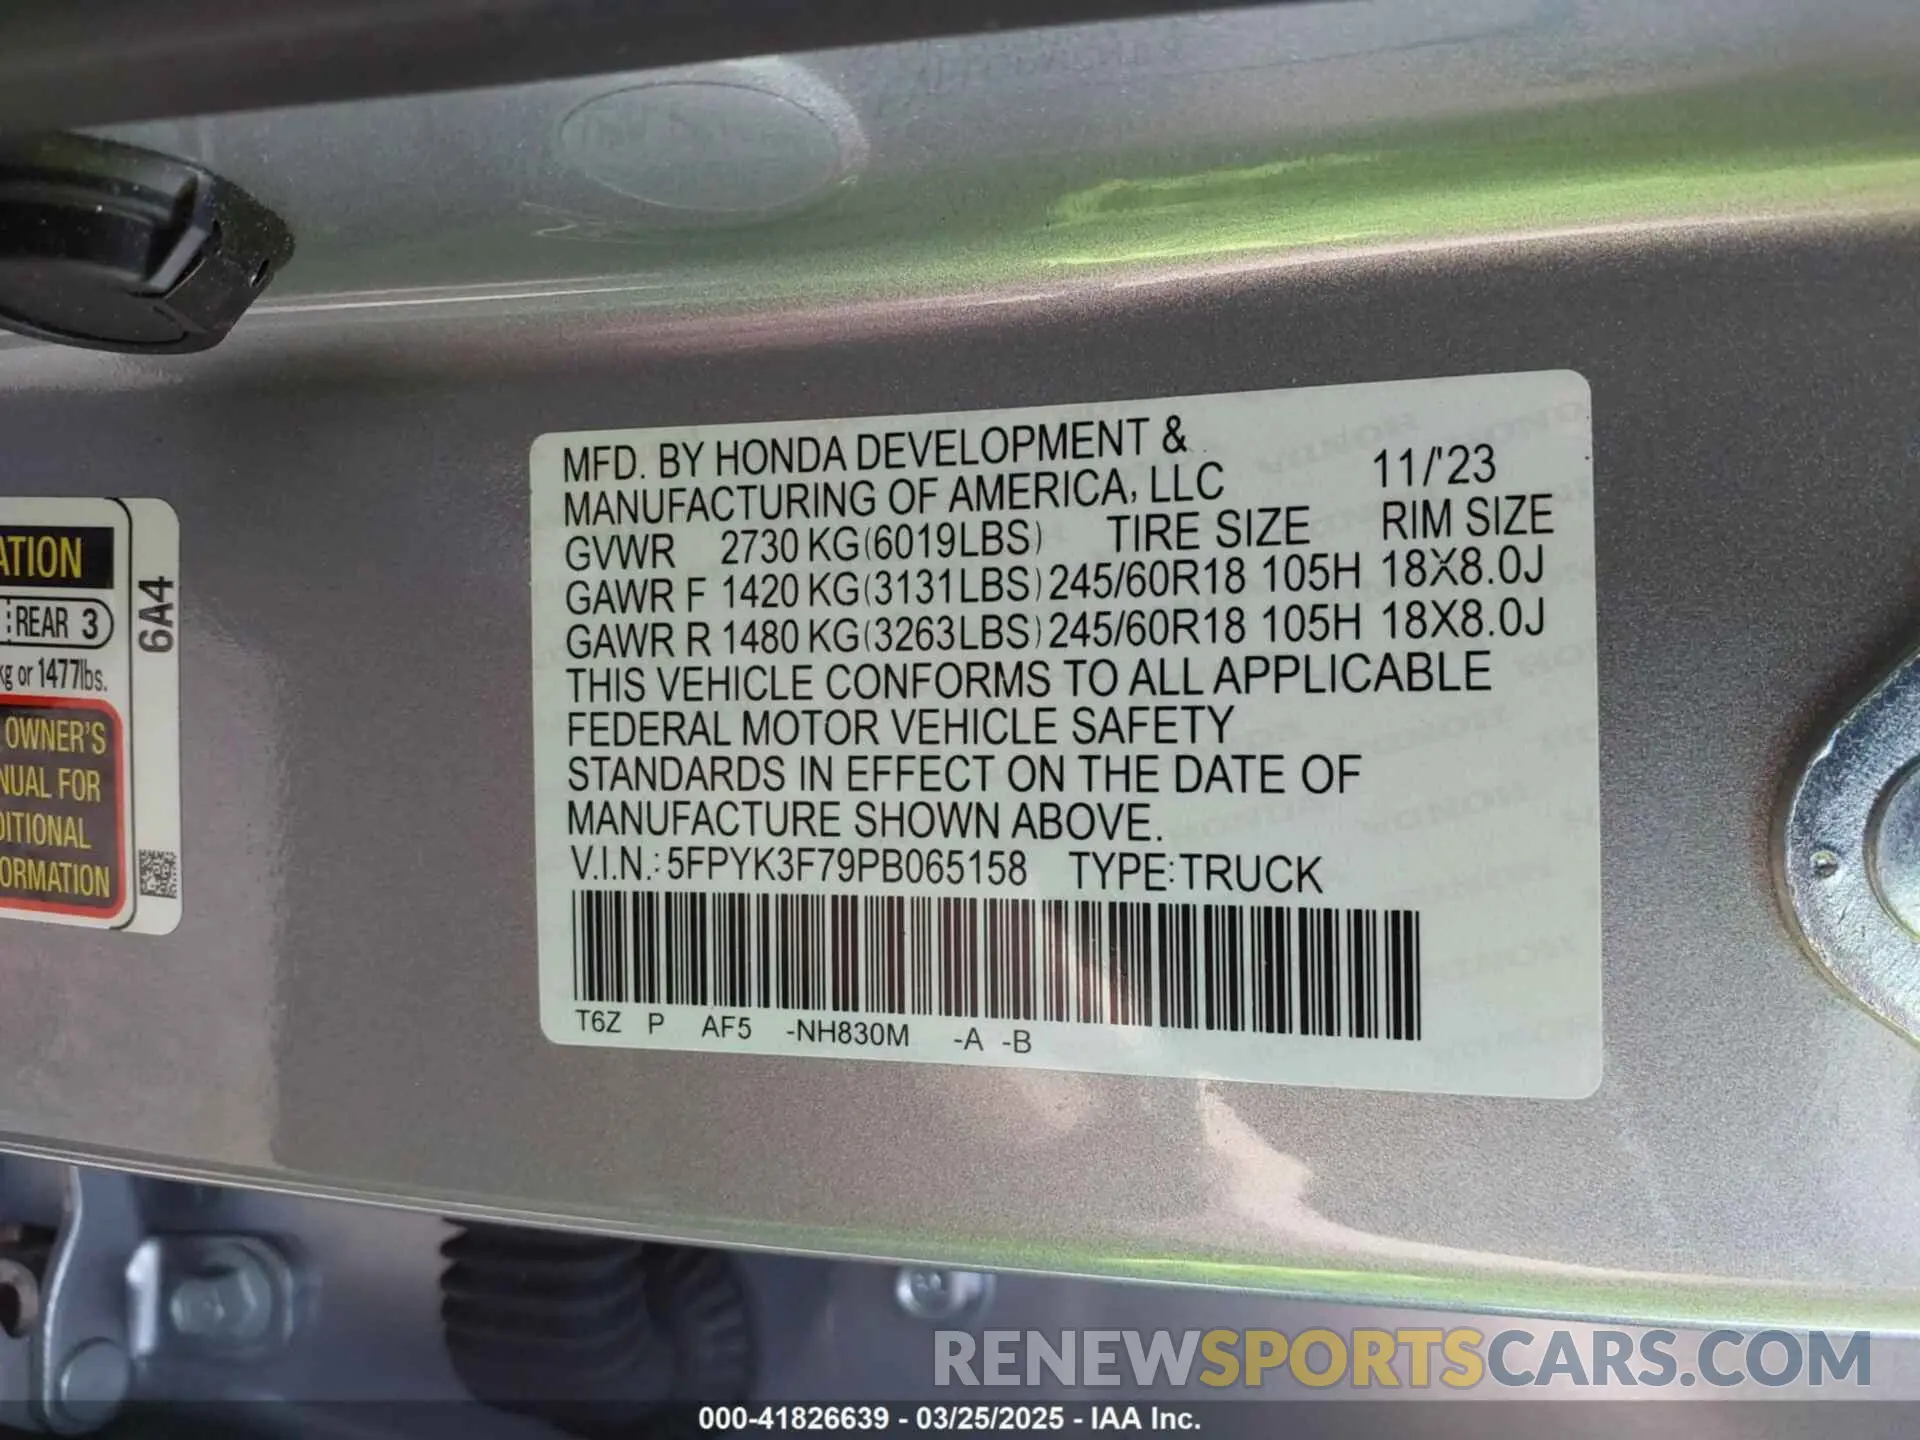 MFD. BY HONDA DEVELOPMENT &
MANUFACTURING OF AMERICA, LLC 11/'23
GVWR 2730 KG(6019LBS) TIRE SIZE RIM SIZE
GAWR F 1420 KG(3131LBS) 245/60R18 105H 18X8.0J
GAWR R 1480 KG(3263LBS) 245/60R18 105H 18X8.0J
THIS VEHICLE CONFORMS TO ALL APPLICABLE
FEDERAL MOTOR VEHICLE SAFETY
STANDARDS IN EFFECT ON THE DATE OF
MANUFACTURE SHOWN ABOVE.
V.I.N.: 5FPYK3F79PB065158 TYPE:TRUCK
T6Z P AF5 -NH830M -A -B
ATION
REAR 3
kg or 1477lbs.
OWNER'S
NUAL FOR
DITIONAL
ORMATION
6A4
RENEWSPORTSCARS.COM
000-41826639 - 03/25/2025 - IAA Inc.